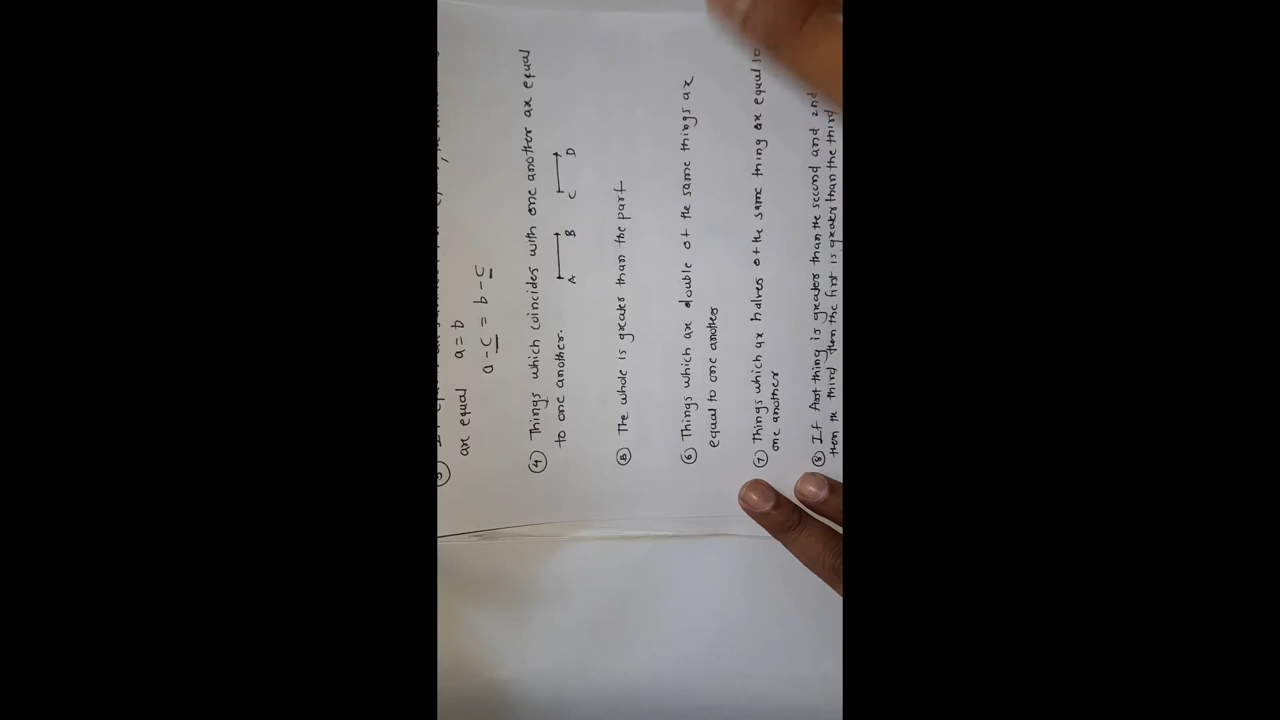 ③ If
are equal a=b
a-c = b-c
④ Things which coincides with one another are equal
to one another.
A B C D
⑤ The whole is greater than the part
⑥ Things which are double of the same things are
equal to one another
⑦ Things which are halves of the same thing are equal to
one another
⑧ If first thing is greater than the second and 2nd
then the third then the first is greater than the third